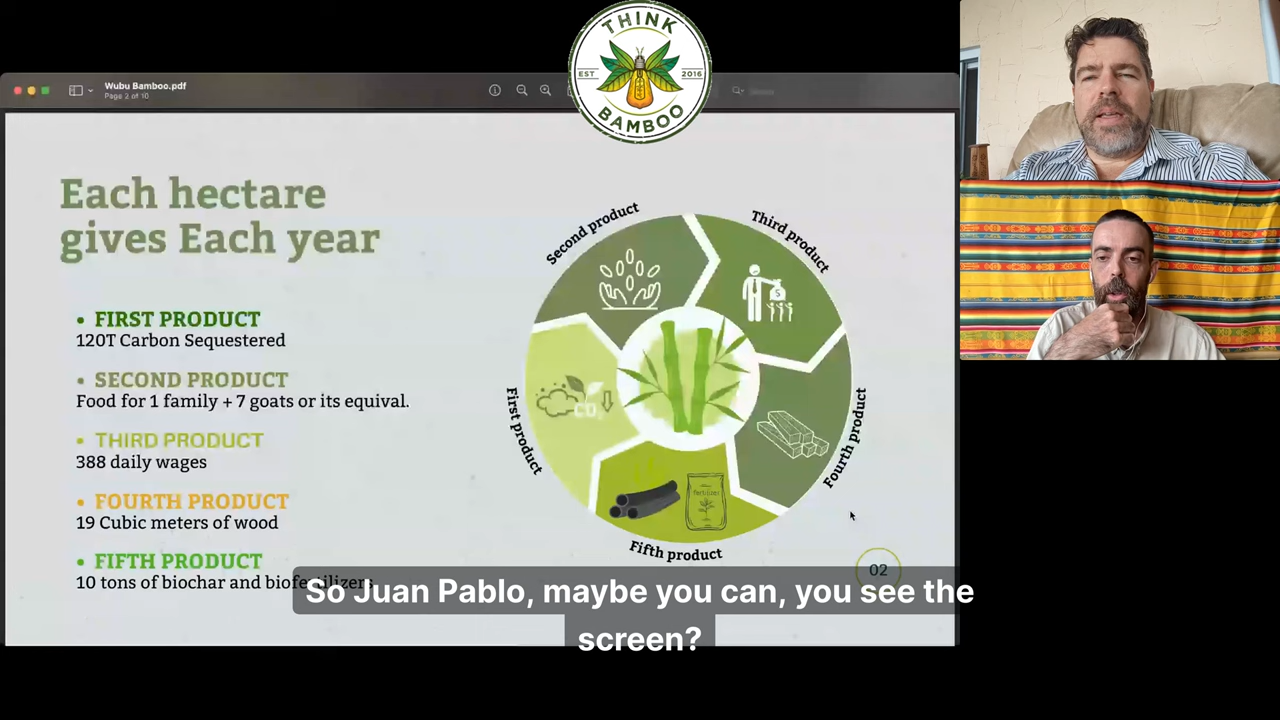 THINK
EST
2016
BAMBOO
Wubu Bamboo.pdf
Page 2 of 10
Each hectare
gives Each year
• FIRST PRODUCT
120T Carbon Sequestered
• SECOND PRODUCT
Food for 1 family + 7 goats or its equival.
• THIRD PRODUCT
388 daily wages
• FOURTH PRODUCT
19 Cubic meters of wood
• FIFTH PRODUCT
10 tons of biochar and biofertilizers
Second product
Third product
First product
CO2
$
Fourth product
fertilizer
Fifth product
02
So Juan Pablo, maybe you can, you see the
screen?